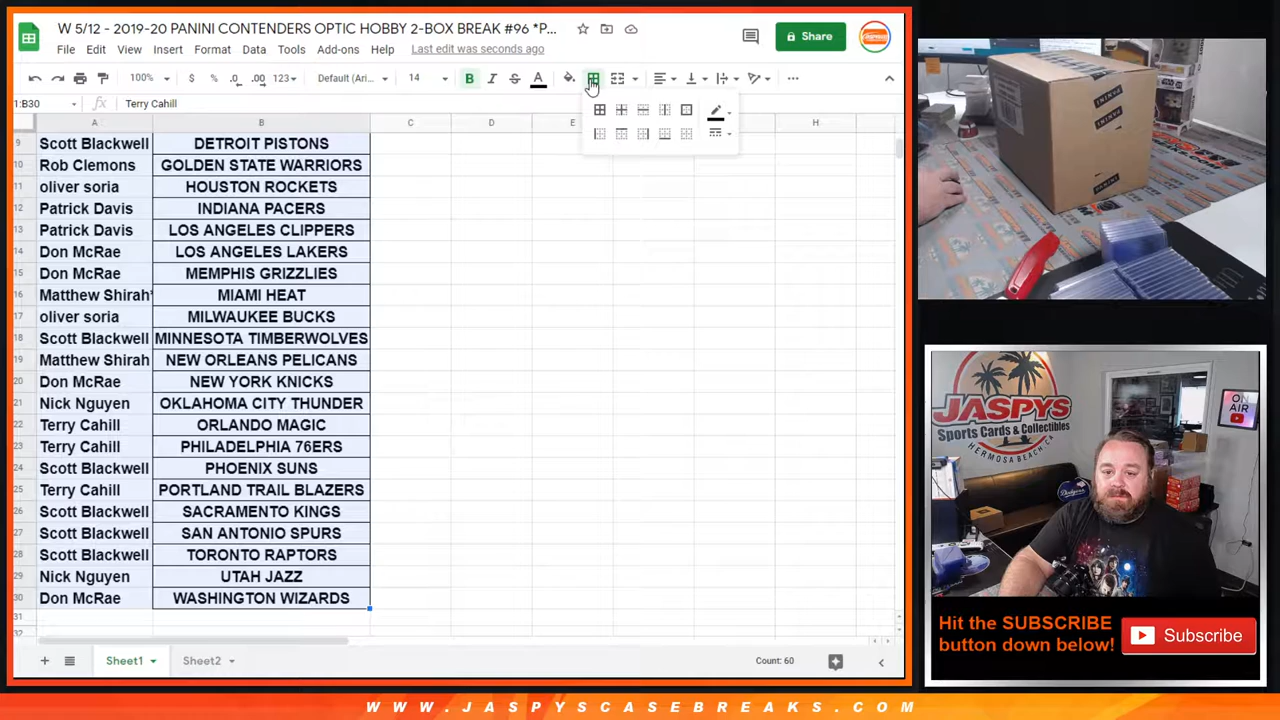 W 5/12 - 2019-20 PANINI CONTENDERS OPTIC HOBBY 2-BOX BREAK #96 *P...
File Edit View Insert Format Data Tools Add-ons Help Last edit was seconds ago
Share
100% $ % .0 .00 123 Default (Ari... 14 B I S A
1:B30 fx Terry Cahill
A B C D E H
9 Scott Blackwell DETROIT PISTONS
10 Rob Clemons GOLDEN STATE WARRIORS
11 oliver soria HOUSTON ROCKETS
12 Patrick Davis INDIANA PACERS
13 Patrick Davis LOS ANGELES CLIPPERS
14 Don McRae LOS ANGELES LAKERS
15 Don McRae MEMPHIS GRIZZLIES
16 Matthew Shirah* MIAMI HEAT
17 oliver soria MILWAUKEE BUCKS
18 Scott Blackwell MINNESOTA TIMBERWOLVES
19 Matthew Shirah NEW ORLEANS PELICANS
20 Don McRae NEW YORK KNICKS
21 Nick Nguyen OKLAHOMA CITY THUNDER
22 Terry Cahill ORLANDO MAGIC
23 Terry Cahill PHILADELPHIA 76ERS
24 Scott Blackwell PHOENIX SUNS
25 Terry Cahill PORTLAND TRAIL BLAZERS
26 Scott Blackwell SACRAMENTO KINGS
27 Scott Blackwell SAN ANTONIO SPURS
28 Scott Blackwell TORONTO RAPTORS
29 Nick Nguyen UTAH JAZZ
30 Don McRae WASHINGTON WIZARDS
31
32
Sheet1 Sheet2 Count: 60
PANINI
JASPYS
Sports Cards & Collectibles
HERMOSA BEACH CA
ON AIR
Dodgers
Hit the SUBSCRIBE
button down below!
Subscribe
WWW.JASPYSCASEBREAKS.COM